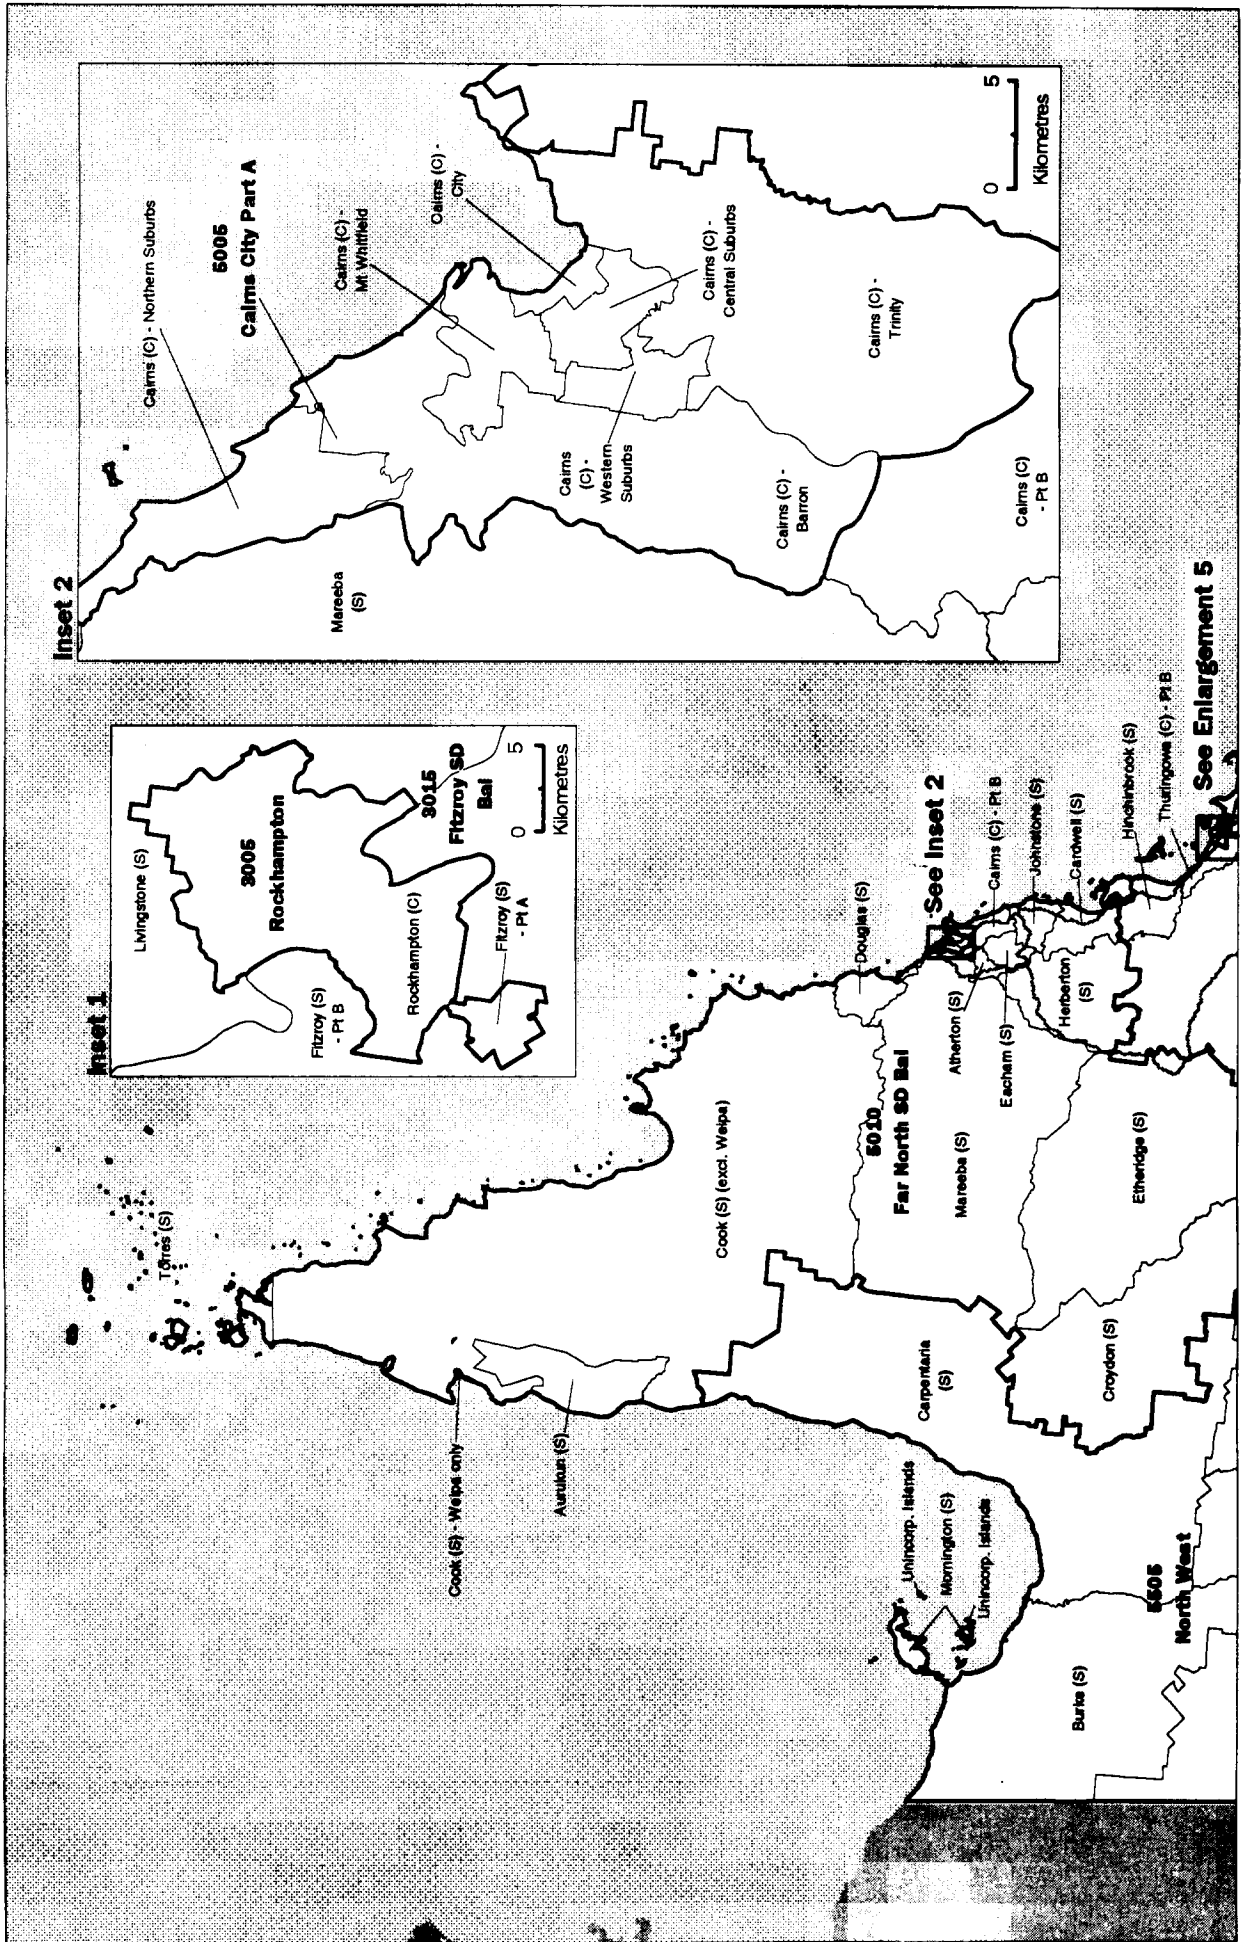 Inset 1
Livingstone (S)
3005
Rockhampton
Fitzroy (S)
- Pt B
Rockhampton (C)
3015
Fitzroy SD
Bal
Fitzroy (S)
- Pt A
0 5
Kilometres
Inset 2
Cairns (C) - Northern Suburbs
5005
Cairns City Part A
Mareeba
(S)
Cairns (C) -
Mt Whitfield
Cairns (C) -
City
Cairns
(C) -
Western
Suburbs
Cairns (C) -
Central Suburbs
Cairns (C) -
Barron
Cairns (C) -
Trinity
Cairns (C)
- Pt B
0 5
Kilometres
Torres (S)
Cook (S) - Weipa only
Aurukun (S)
Cook (S) (excl. Weipa)
Douglas (S)
5010
Far North SD Bal
See Inset 2
Unincorp. Islands
Mornington (S)
Unincorp. Islands
Carpentaria
(S)
Mareeba (S)
Atherton (S)
Eacham (S)
Cairns (C) - Pt B
Johnstone (S)
Herberton
(S)
Cardwell (S)
Burke (S)
Croydon (S)
Etheridge (S)
Hinchinbrook (S)
Thuringowa (C) - Pt B
5505
North West
See Enlargement 5